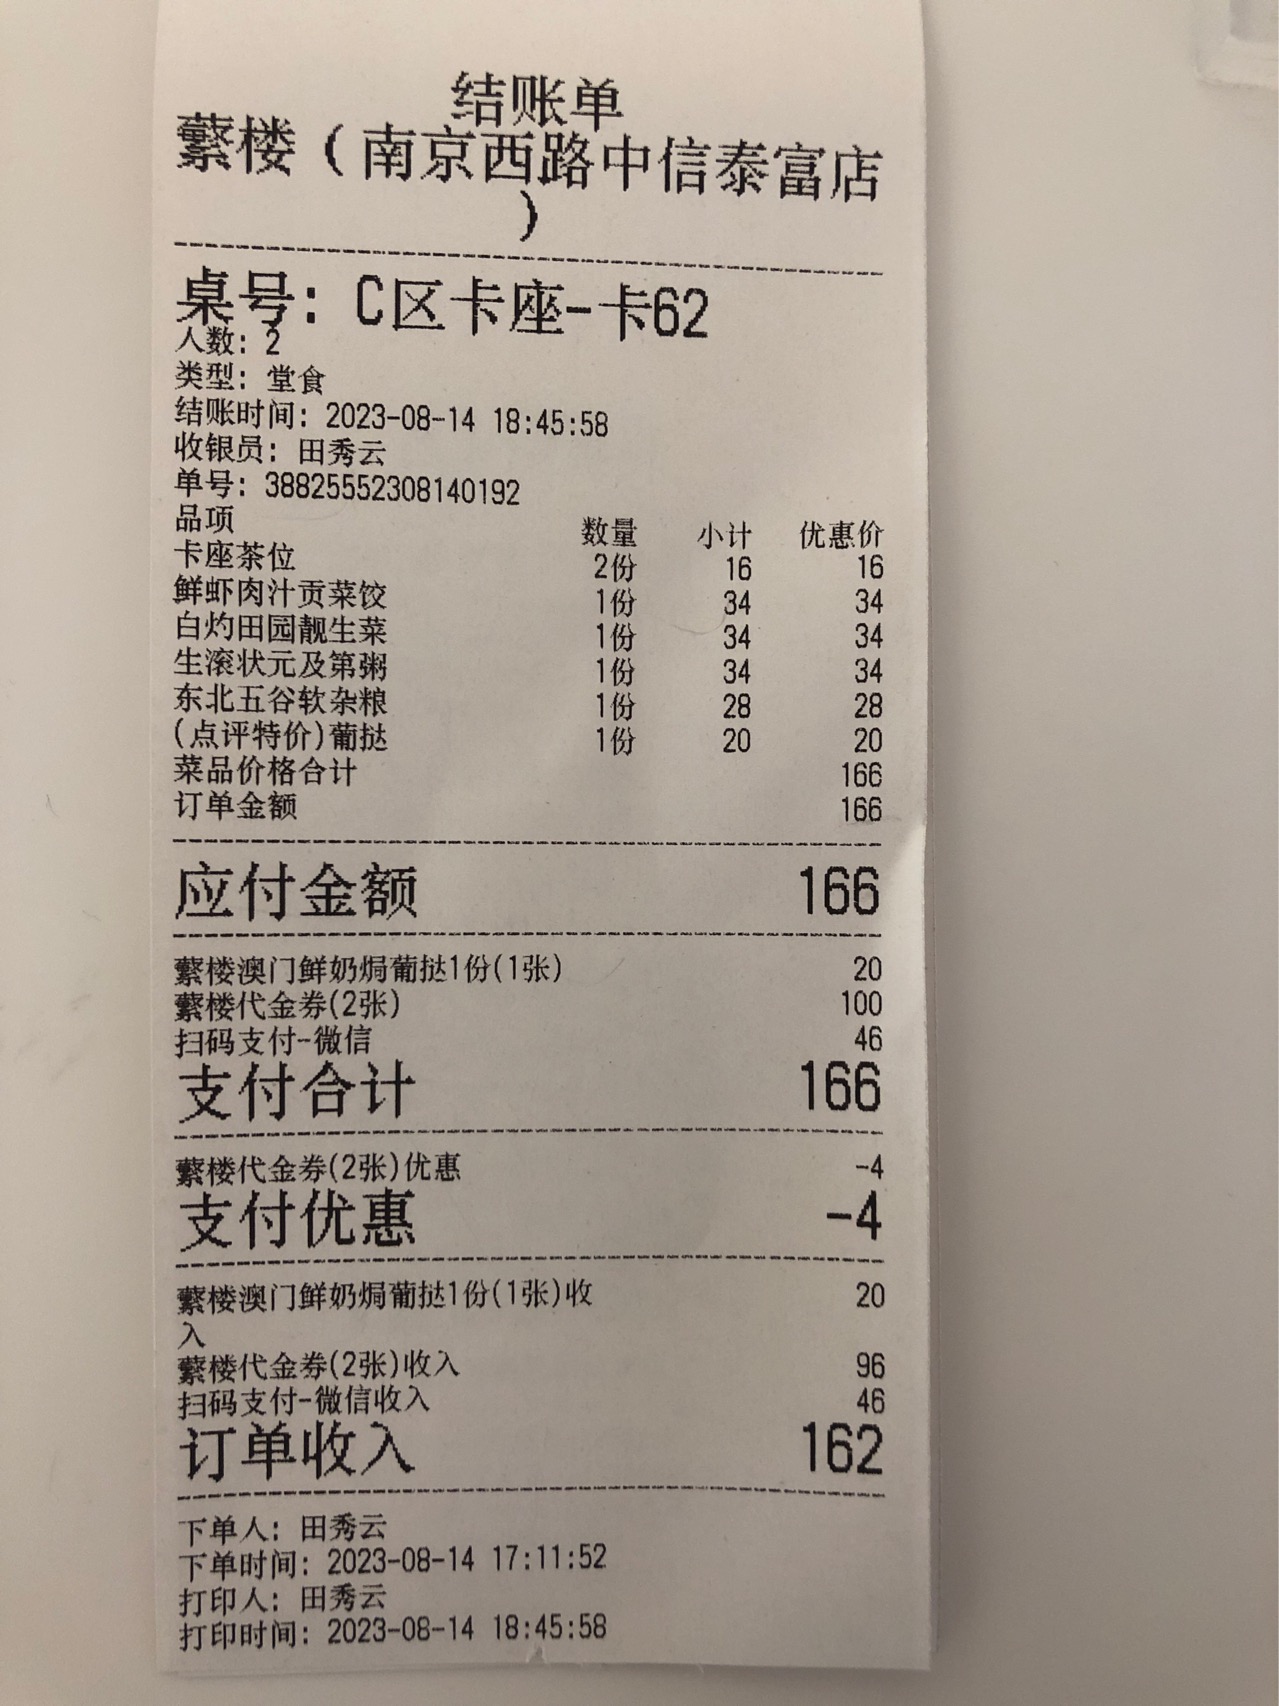 结账单
蘩楼（南京西路中信泰富店
）
桌号: C区卡座-卡62
人数: 2
类型: 堂食
结账时间: 2023-08-14 18:45:58
收银员: 田秀云
单号: 38825552308140192
品项 数量 小计 优惠价
卡座茶位 2份 16 16
鲜虾肉汁贡菜饺 1份 34 34
白灼田园靓生菜 1份 34 34
生滚状元及第粥 1份 34 34
东北五谷软杂粮 1份 28 28
(点评特价)葡挞 1份 20 20
菜品价格合计 166
订单金额 166
应付金额 166
蘩楼澳门鲜奶焗葡挞1份(1张) 20
蘩楼代金券(2张) 100
扫码支付-微信 46
支付合计 166
蘩楼代金券(2张)优惠 -4
支付优惠 -4
蘩楼澳门鲜奶焗葡挞1份(1张)收 20
入
蘩楼代金券(2张)收入 96
扫码支付-微信收入 46
订单收入 162
下单人: 田秀云
下单时间: 2023-08-14 17:11:52
打印人: 田秀云
打印时间: 2023-08-14 18:45:58